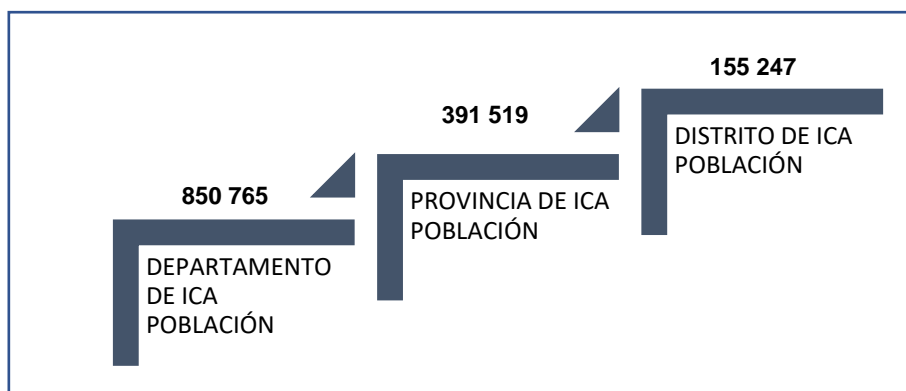 850 765
DEPARTAMENTO
DE ICA
POBLACIÓN
391 519
PROVINCIA DE ICA
POBLACIÓN
155 247
DISTRITO DE ICA
POBLACIÓN